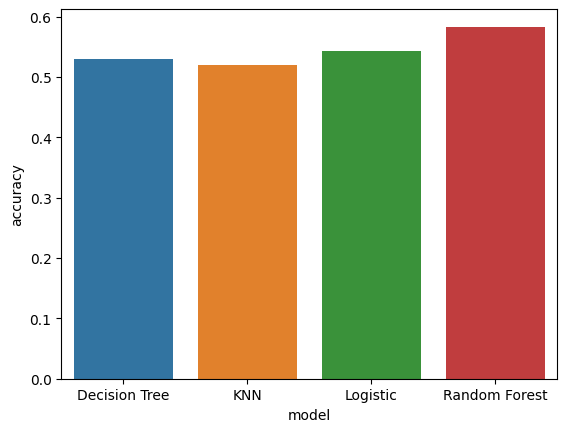 0.6
0.5
0.4
0.3
0.2
0.1
0.0
accuracy
Decision Tree
KNN
Logistic
Random Forest
model